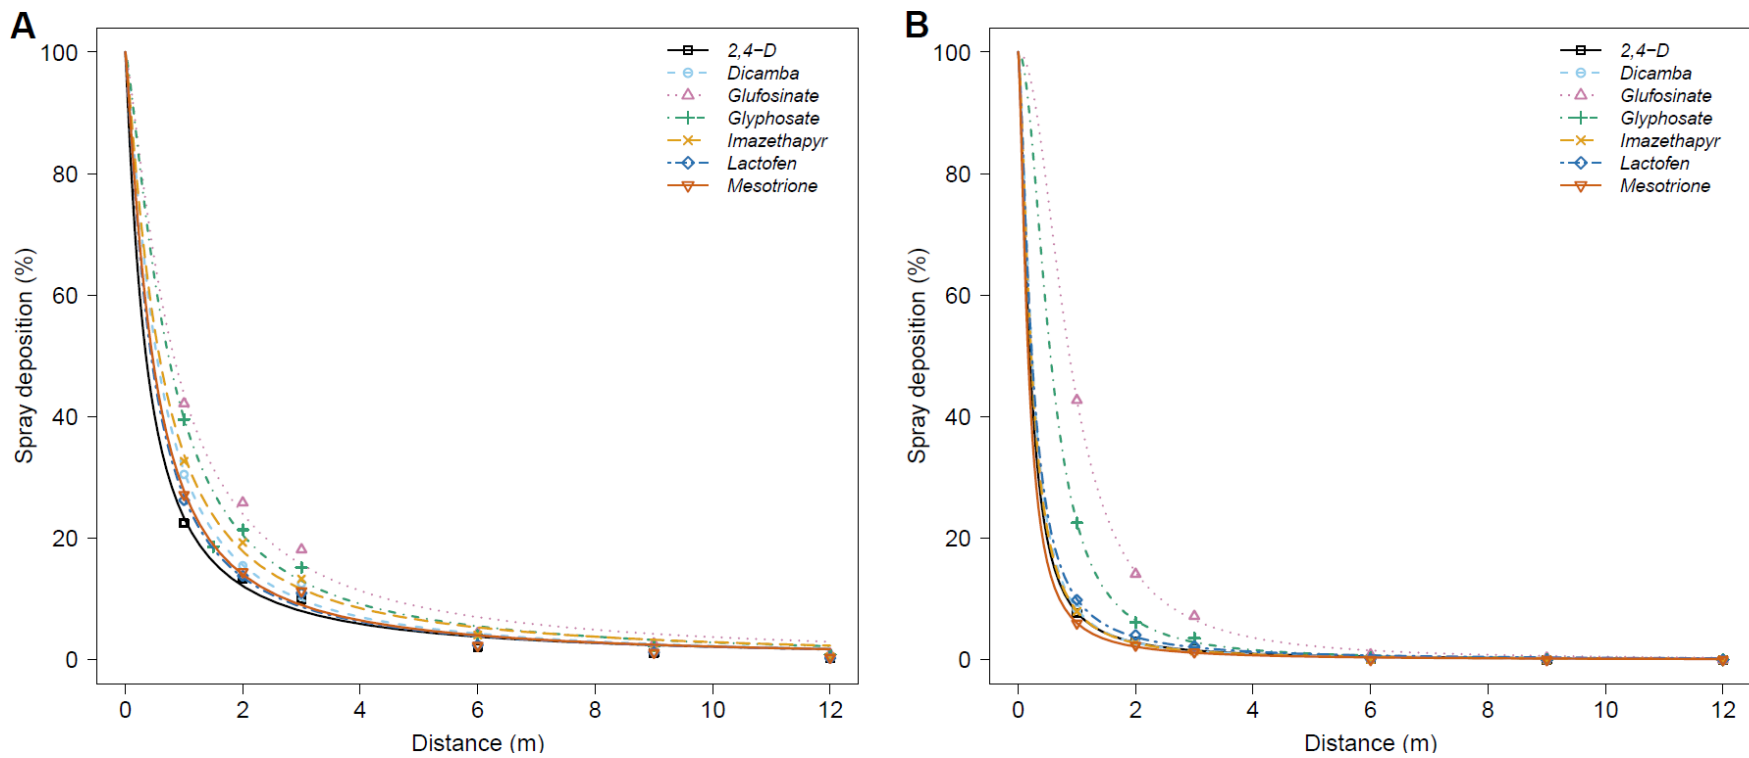 A
Spray deposition (%)
100
80
60
40
20
0
2,4−D
Dicamba
Glufosinate
Glyphosate
Imazethapyr
Lactofen
Mesotrione
0 2 4 6 8 10 12
Distance (m)
B
Spray deposition (%)
100
80
60
40
20
0
2,4−D
Dicamba
Glufosinate
Glyphosate
Imazethapyr
Lactofen
Mesotrione
0 2 4 6 8 10 12
Distance (m)